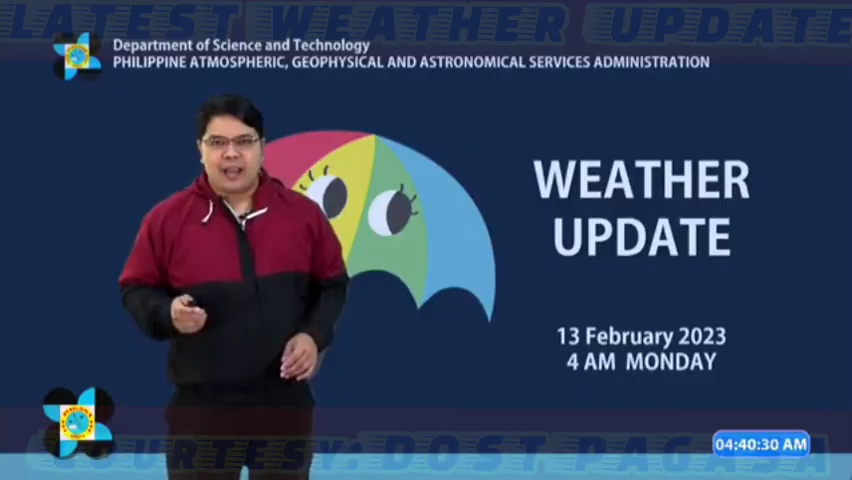 LATEST WEATHER UPDATE
Department of Science and Technology
PHILIPPINE ATMOSPHERIC, GEOPHYSICAL AND ASTRONOMICAL SERVICES ADMINISTRATION
WEATHER
UPDATE
13 February 2023
4 AM MONDAY
04:40:30 AM
COURTESY: DOST PAGASA